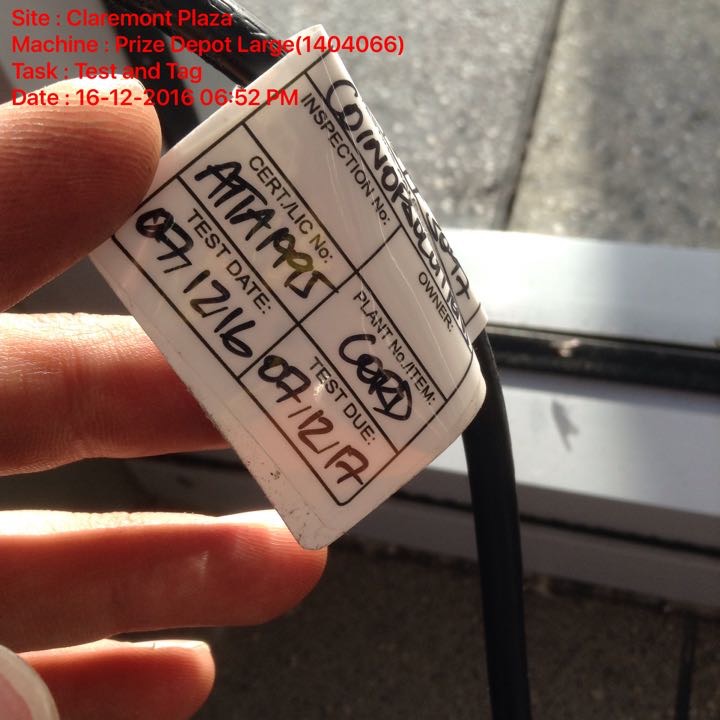 Site : Claremont Plaza
Machine : Prize Depot Large(1404066)
Task : Test and Tag
Date : 16-12-2016 06:52 PM
INSPECTION No:
OWNER:
CERT./LIC No:
ATIA1995
PLANT No./ITEM:
CORD
TEST DATE:
07/12/16
TEST DUE:
07/12/17